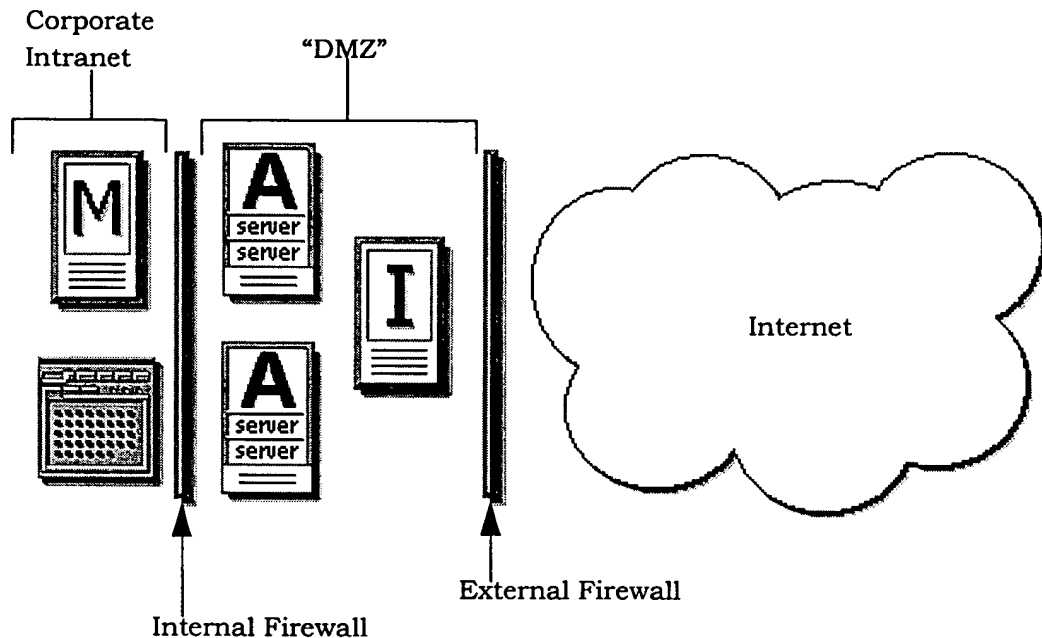 Corporate
Intranet
“DMZ”
M
A
server
server
I
A
server
server
Internet
External Firewall
Internal Firewall